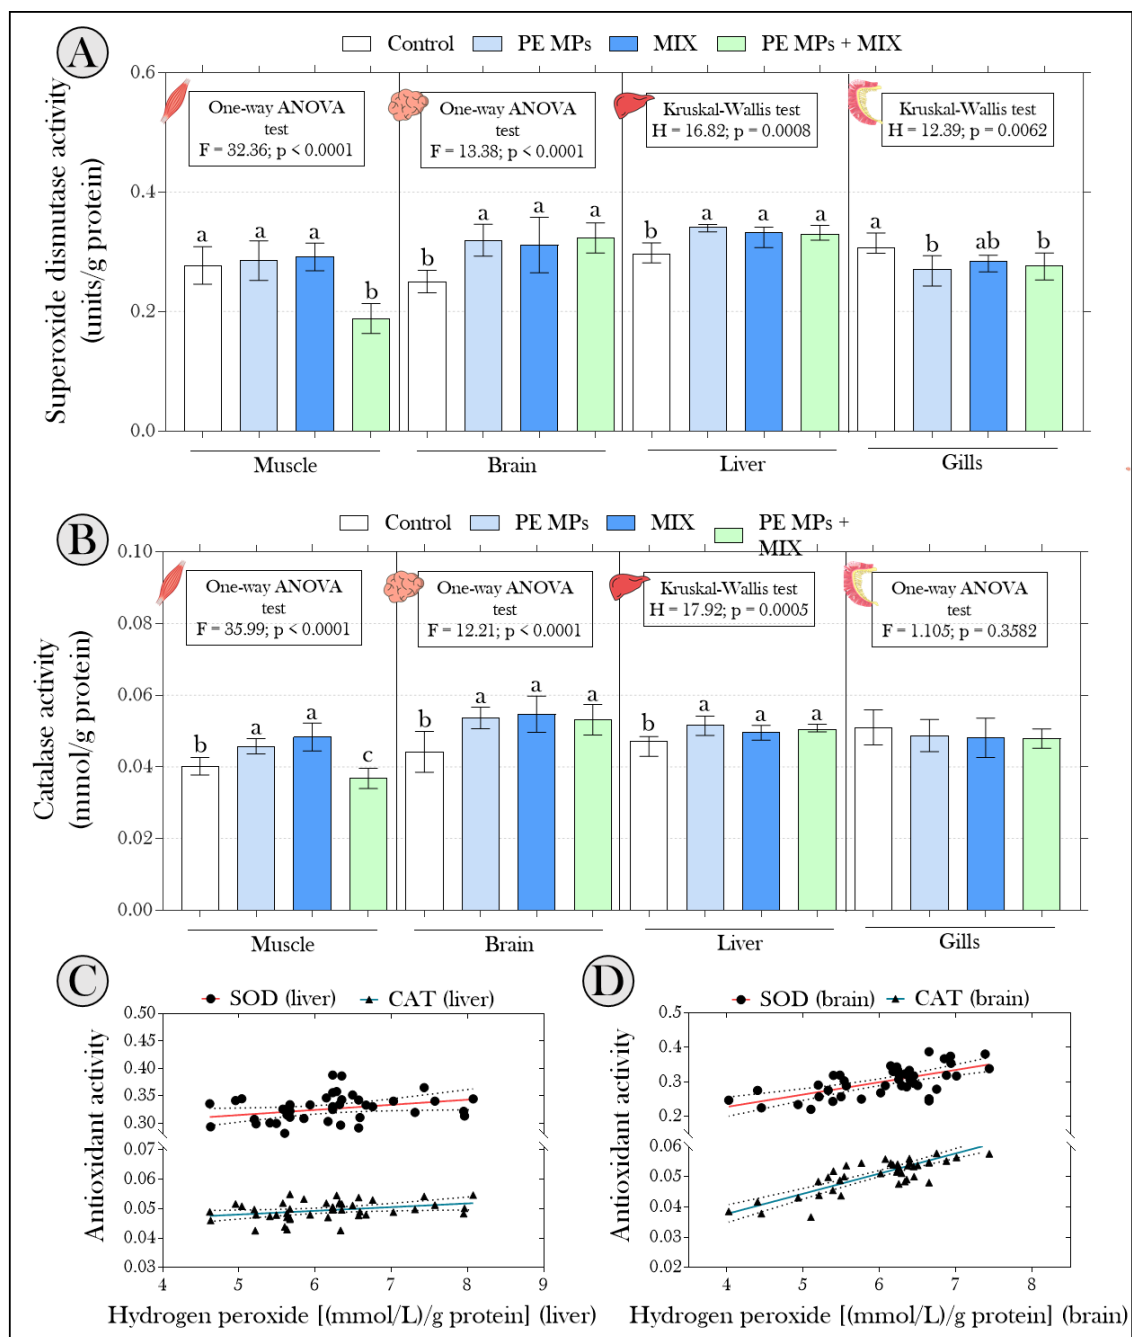 A
Control PE MPs MIX PE MPs + MIX
Superoxide dismutase activity
(units/g protein)
0.6
0.4
0.2
0.0
One-way ANOVA
test
F = 32.36; p < 0.0001
One-way ANOVA
test
F = 13.38; p < 0.0001
Kruskal-Wallis test
H = 16.82; p = 0.0008
Kruskal-Wallis test
H = 12.39; p = 0.0062
a a a b
b a a a
b a a a
a b ab b
Muscle Brain Liver Gills
B
Control PE MPs MIX PE MPs +
MIX
Catalase activity
(mmol/g protein)
0.10
0.08
0.06
0.04
0.02
0.00
One-way ANOVA
test
F = 35.99; p < 0.0001
One-way ANOVA
test
F = 12.21; p < 0.0001
Kruskal-Wallis test
H = 17.92; p = 0.0005
One-way ANOVA
test
F = 1.105; p = 0.3582
b a a c
b a a a
b a a a
Muscle Brain Liver Gills
C
SOD (liver) CAT (liver)
Antioxidant activity
0.50
0.45
0.40
0.35
0.30
0.07
0.06
0.05
0.04
0.03
4 5 6 7 8 9
Hydrogen peroxide [(mmol/L)/g protein] (liver)
D
SOD (brain) CAT (brain)
Antioxidant activity
0.5
0.4
0.3
0.2
0.06
0.05
0.04
0.03
0.02
4 5 6 7 8
Hydrogen peroxide [(mmol/L)/g protein] (brain)